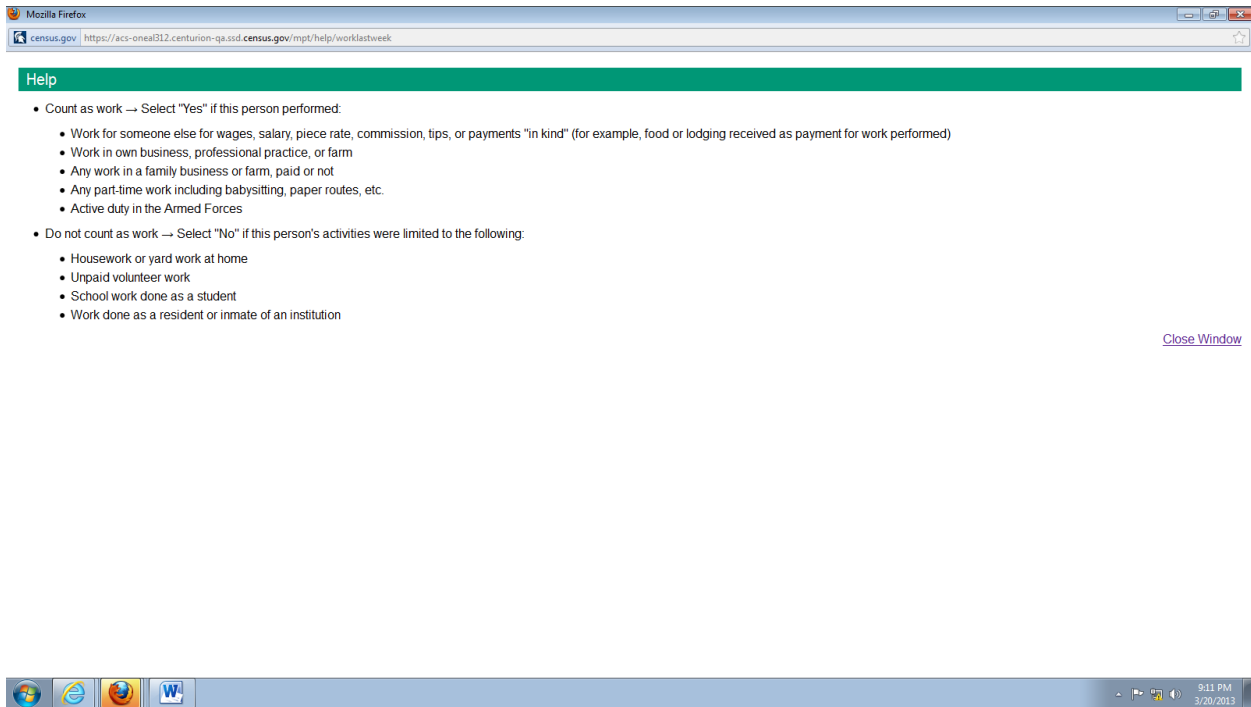 Mozilla Firefox
census.gov https://acs-oneal312.centurion-qa.ssd.census.gov/mpt/help/worklastweek
Help
• Count as work → Select "Yes" if this person performed:
• Work for someone else for wages, salary, piece rate, commission, tips, or payments "in kind" (for example, food or lodging received as payment for work performed)
• Work in own business, professional practice, or farm
• Any work in a family business or farm, paid or not
• Any part-time work including babysitting, paper routes, etc.
• Active duty in the Armed Forces
• Do not count as work → Select "No" if this person's activities were limited to the following:
• Housework or yard work at home
• Unpaid volunteer work
• School work done as a student
• Work done as a resident or inmate of an institution
Close Window
9:11 PM
3/20/2013